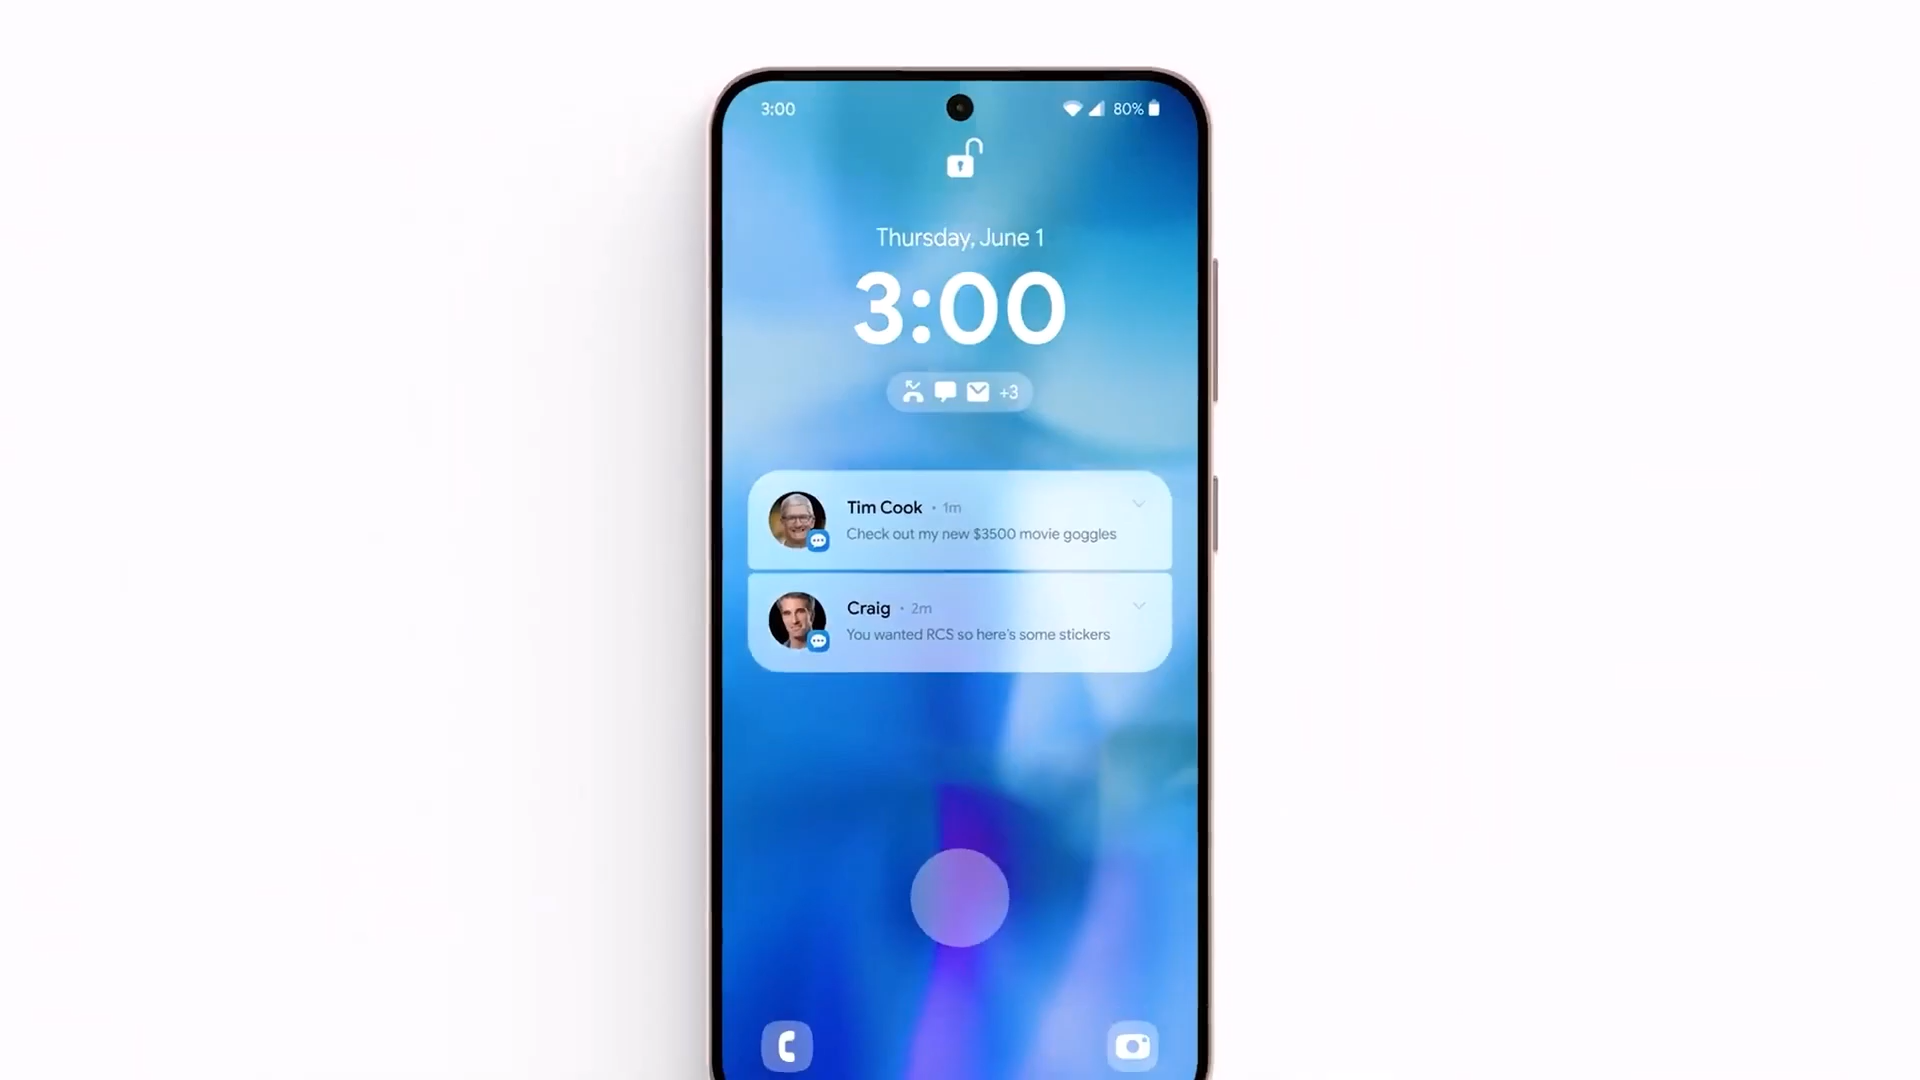 3:00
80%
Thursday, June 1
3:00
+3
Tim Cook • 1m
Check out my new $3500 movie goggles
Craig • 2m
You wanted RCS so here's some stickers